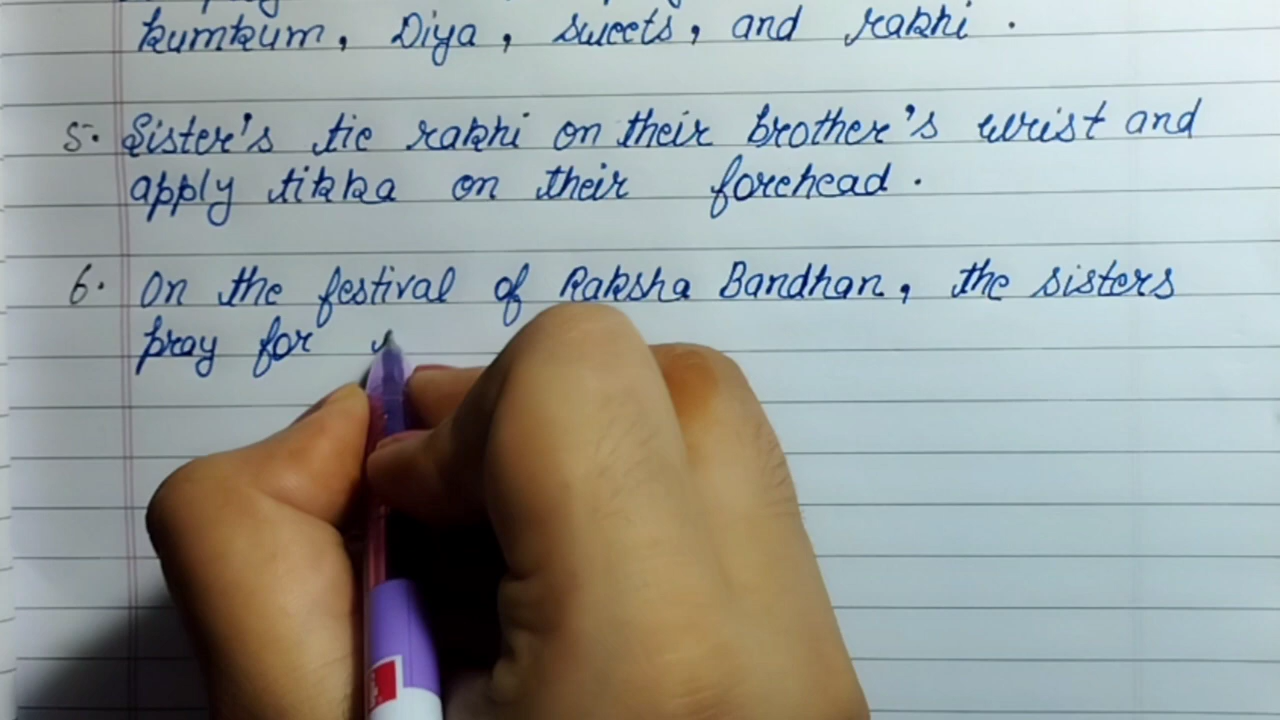 kumkum, Diya, sweets, and rakhi.
5. Sister's tie rakhi on their brother's wrist and
apply tikka on their forehead.
6. On the festival of Raksha Bandhan, the sisters
pray for